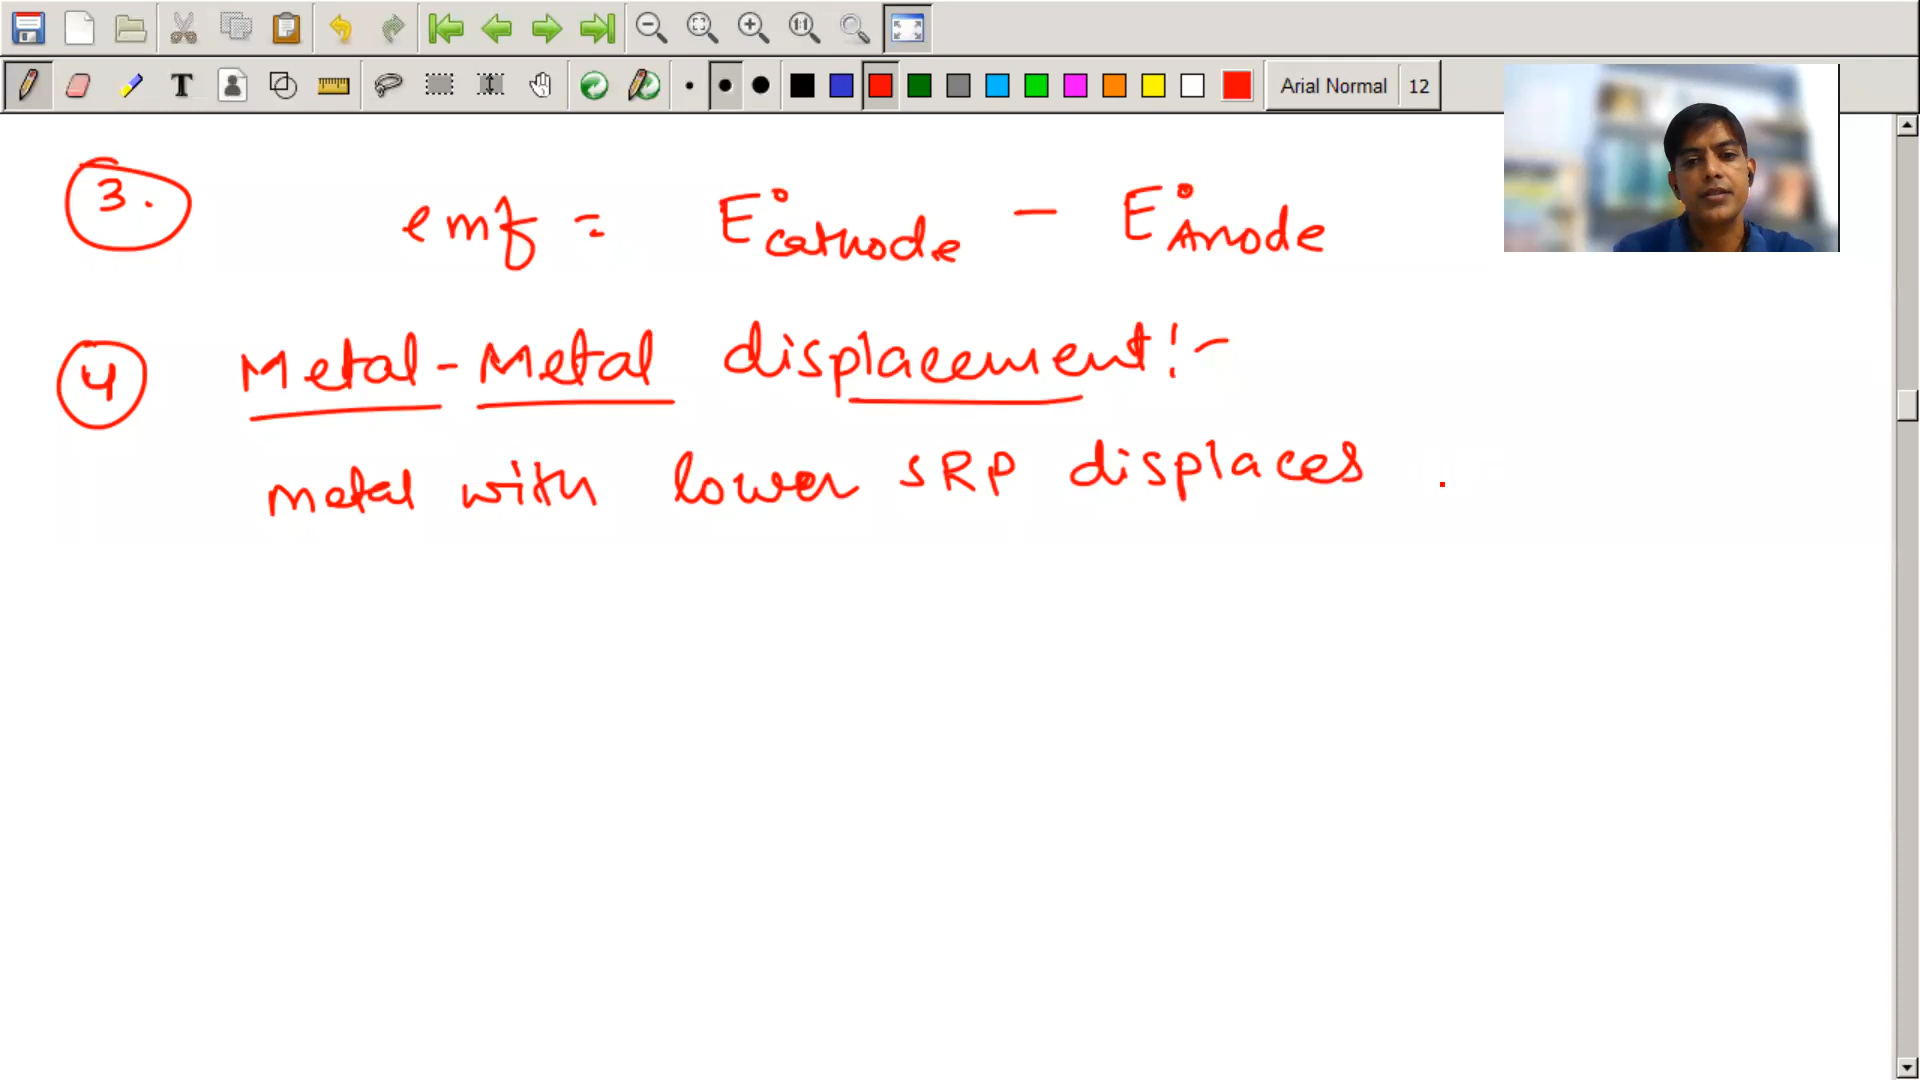 Arial Normal 12
3. emf = E°cathode - E°Anode
4 Metal-Metal displacement:-
metal with lower SRP displaces